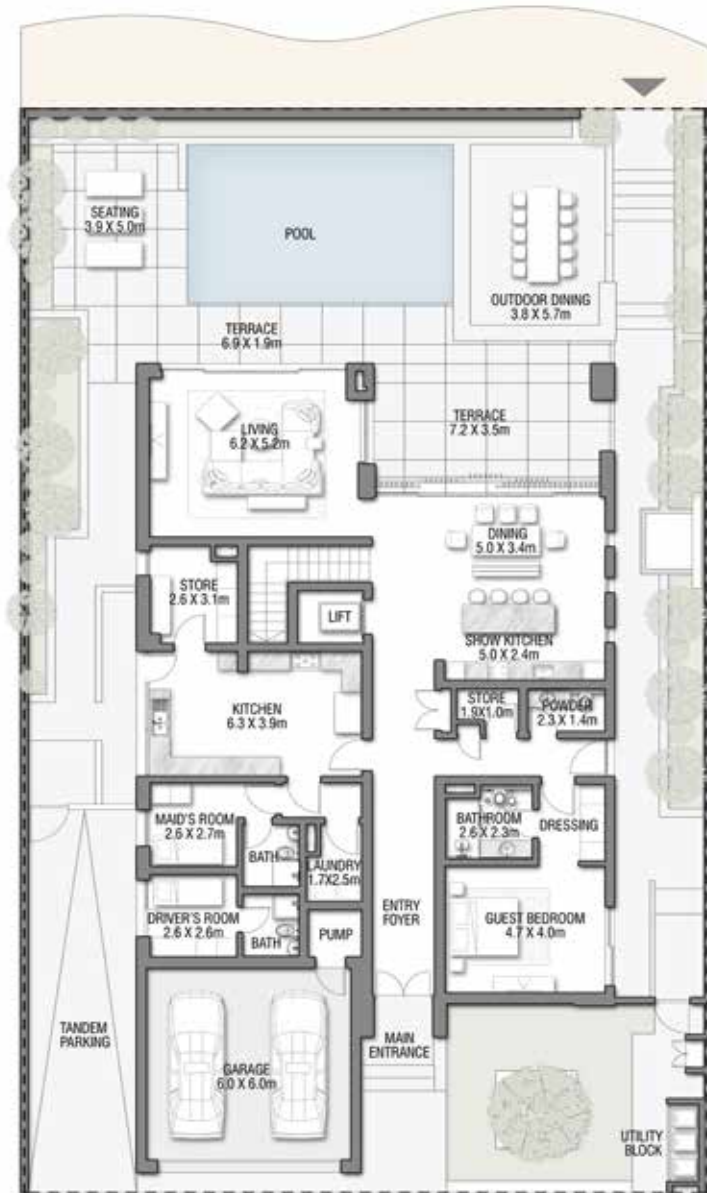 SEATING
3.9 X 5.0m
POOL
OUTDOOR DINING
3.8 X 5.7m
TERRACE
6.9 X 1.9m
LIVING
6.2 X 5.2m
TERRACE
7.2 X 3.5m
DINING
5.0 X 3.4m
STORE
2.6 X 3.1m
LIFT
SHOW KITCHEN
5.0 X 2.4m
KITCHEN
6.3 X 3.9m
STORE
1.9X1.0m
POWDER
2.3 X 1.4m
MAID'S ROOM
2.6 X 2.7m
BATH
LAUNDRY
1.7X2.5m
BATHROOM
2.6 X 2.3m
DRESSING
DRIVER'S ROOM
2.6 X 2.6m
BATH
PUMP
ENTRY
FOYER
GUEST BEDROOM
4.7 X 4.0m
TANDEM
PARKING
GARAGE
6.0 X 6.0m
MAIN
ENTRANCE
UTILITY
BLOCK